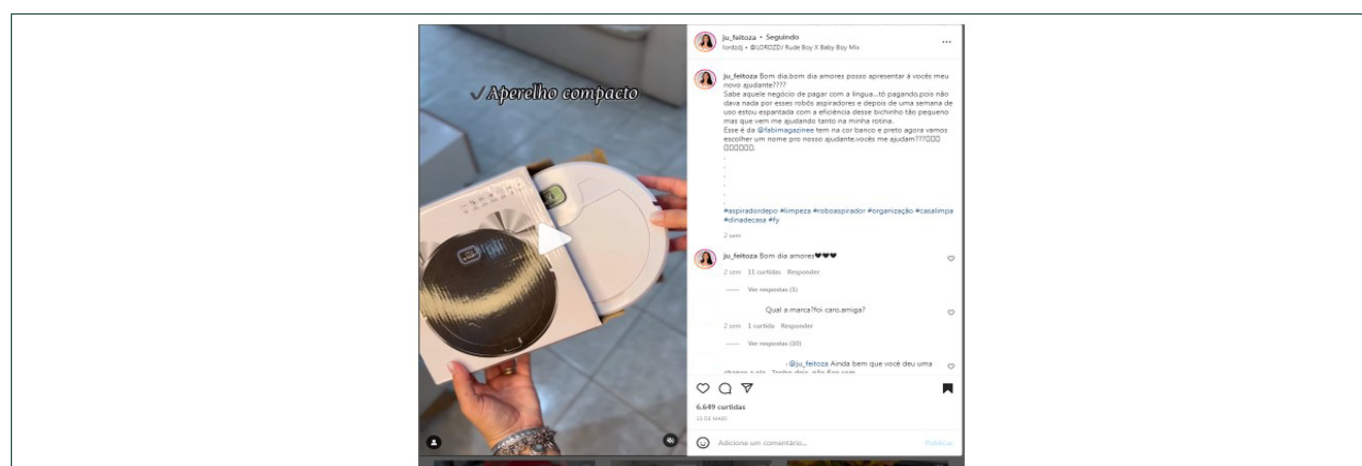 ✓Aperelho compacto
ju_feitoza • Seguindo
lordzdj • @LORDZDJ Rude Boy X Baby Boy Mix
ju_feitoza Bom dia,bom dia amores posso apresentar á vocês meu
novo ajudante????
Sabe aquele negócio de pagar com a língua...tô pagando,pois não
dava nada por esses robôs aspiradores e depois de uma semana de
uso estou espantada com a eficiência desse bichinho tão pequeno
mas que vem me ajudando tanto na minha rotina.
Esse é da @fabimagazinee tem na cor banco e preto agora vamos
escolher um nome pro nosso ajudante,vocês me ajudam???
.
.
.
.
.
.
#aspiradordepo #limpeza #roboaspirador #organização #casalimpa
#dinadecasa #fy
2 sem
ju_feitoza Bom dia amores♥♥♥
2 sem 11 curtidas Responder
Ver respostas (1)
Qual a marca?foi caro,amiga?
2 sem 1 curtida Responder
Ver respostas (10)
@ju_feitoza Ainda bem que você deu uma
6.649 curtidas
13 DE MAIO
Adicione um comentário...
Publicar